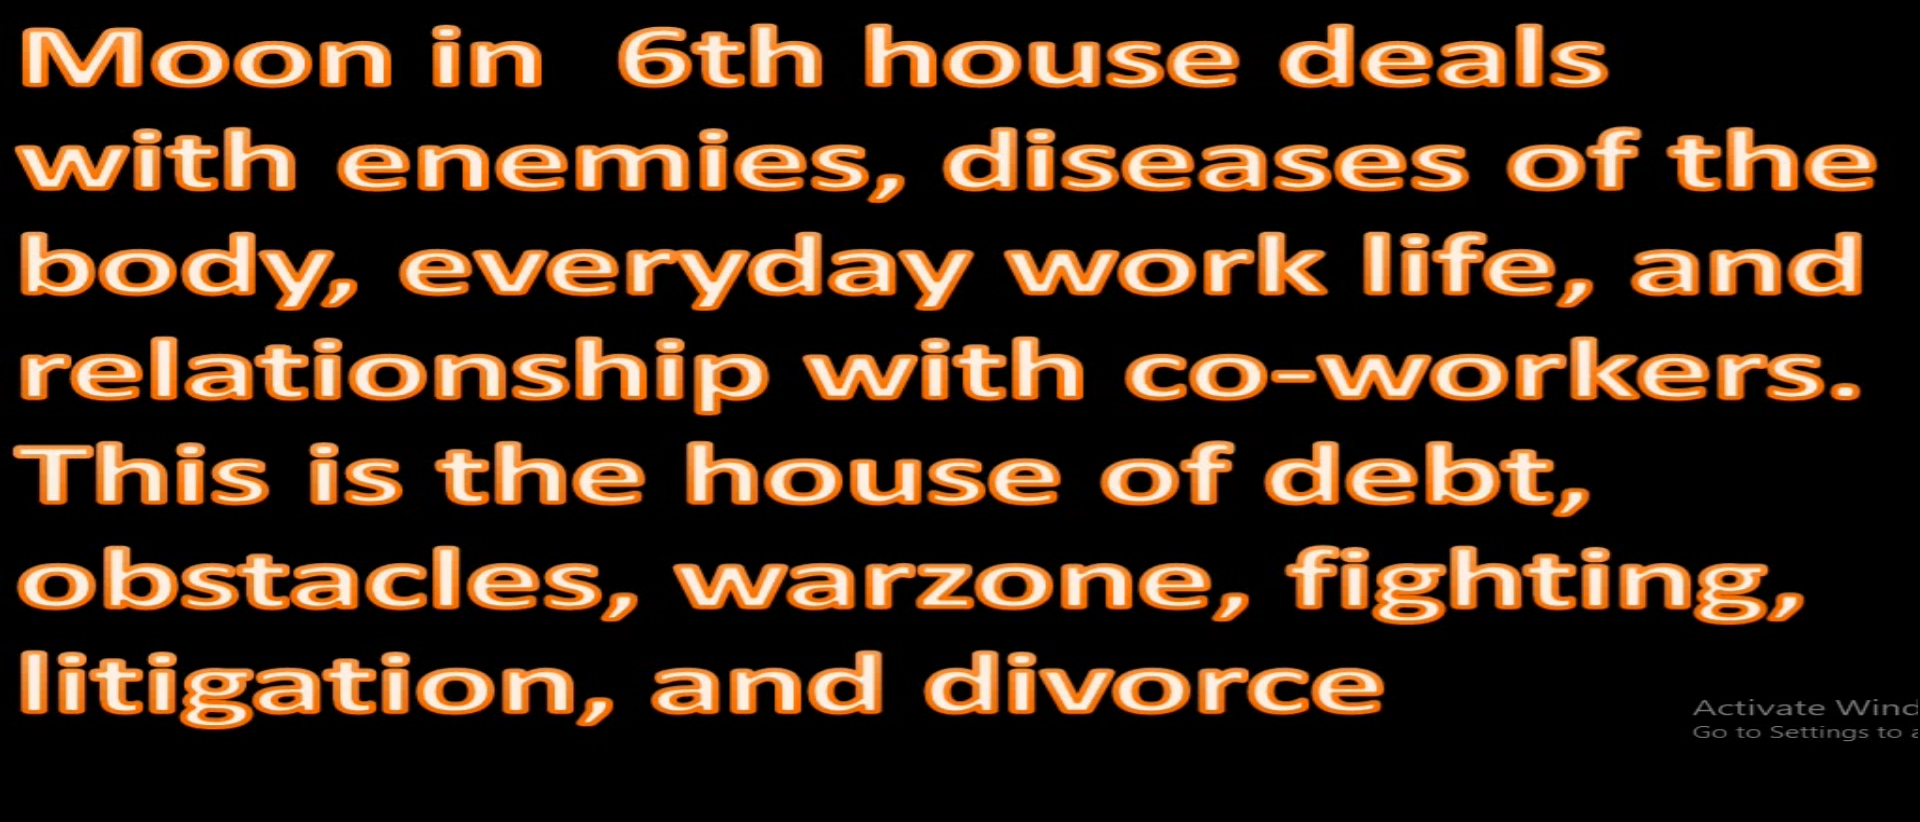 Moon in  6th house deals
with enemies, diseases of the
body, everyday work life, and
relationship with co-workers.
This is the house of debt,
obstacles, warzone, fighting,
litigation, and divorce
Activate Wind
Go to Settings to a